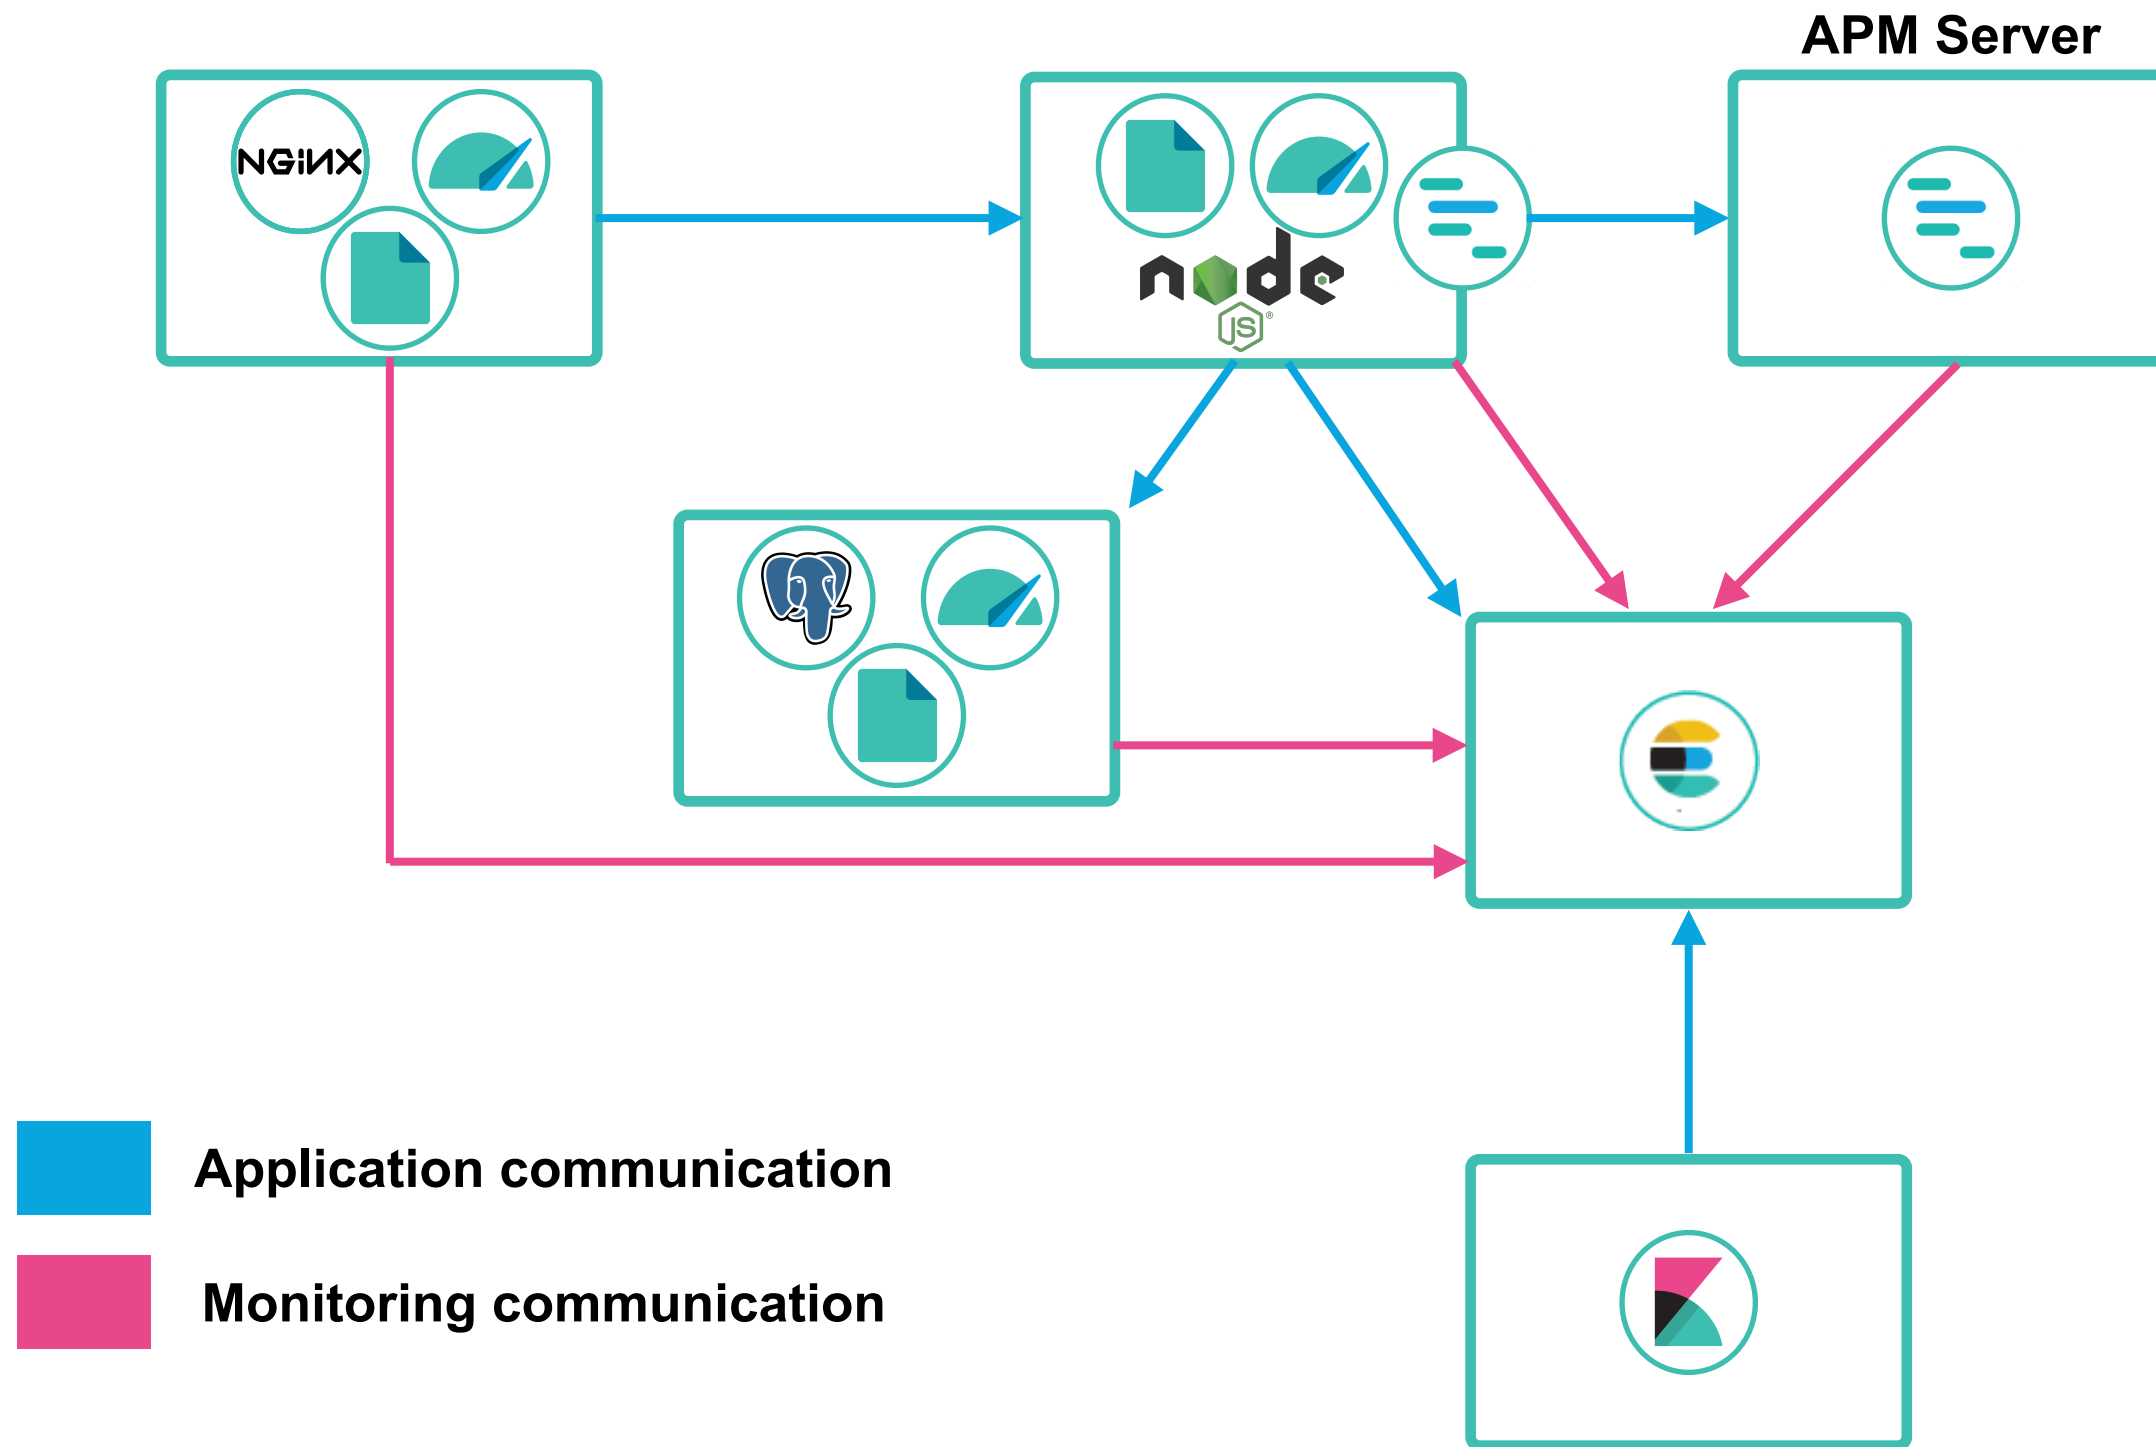 APM Server
NGINX
node
JS
®
Application communication
Monitoring communication